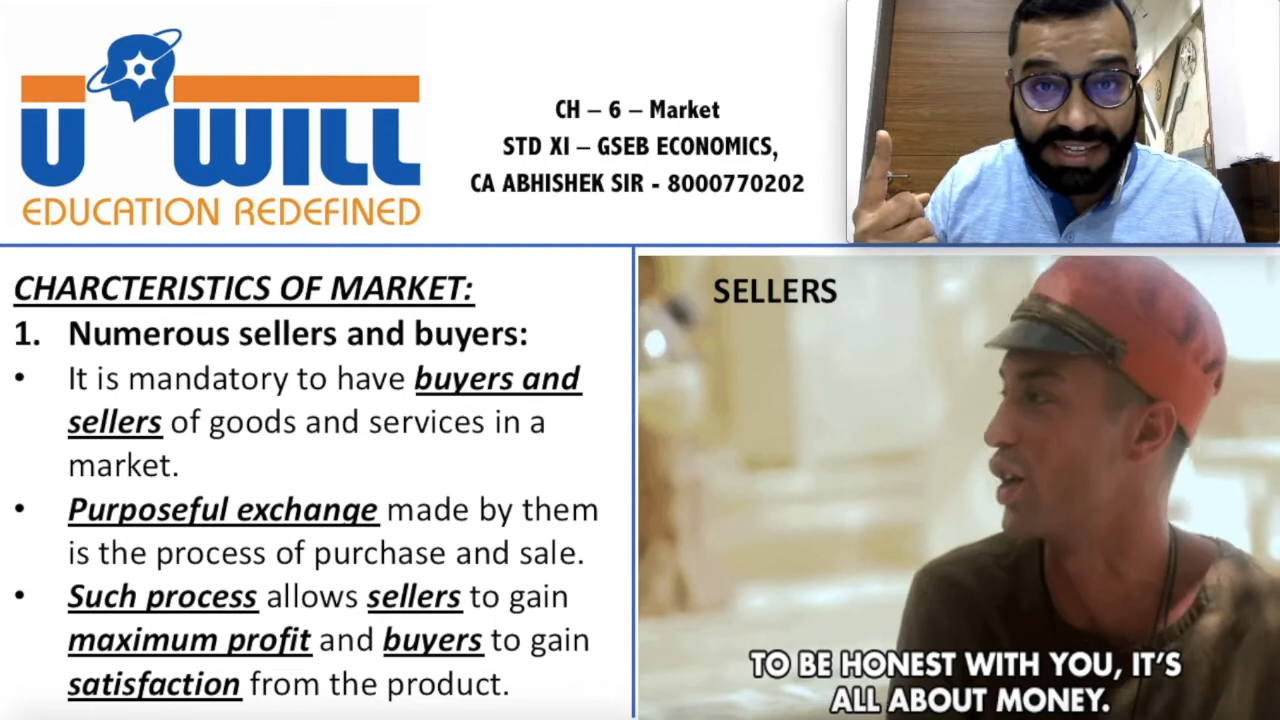 U WILL
EDUCATION REDEFINED
CH – 6 – Market
STD XI – GSEB ECONOMICS,
CA ABHISHEK SIR - 8000770202
CHARCTERISTICS OF MARKET:
1. Numerous sellers and buyers:
• It is mandatory to have buyers and
sellers of goods and services in a
market.
• Purposeful exchange made by them
is the process of purchase and sale.
• Such process allows sellers to gain
maximum profit and buyers to gain
satisfaction from the product.
SELLERS
TO BE HONEST WITH YOU, IT'S
ALL ABOUT MONEY.